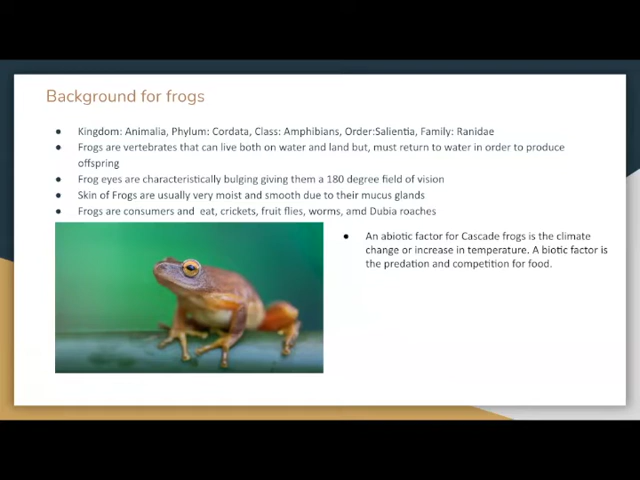 Background for frogs
● Kingdom: Animalia, Phylum: Cordata, Class: Amphibians, Order:Salientia, Family: Ranidae
● Frogs are vertebrates that can live both on water and land but, must return to water in order to produce
offspring
● Frog eyes are characteristically bulging giving them a 180 degree field of vision
● Skin of Frogs are usually very moist and smooth due to their mucus glands
● Frogs are consumers and eat, crickets, fruit flies, worms, amd Dubia roaches
● An abiotic factor for Cascade frogs is the climate
change or increase in temperature. A biotic factor is
the predation and competition for food.